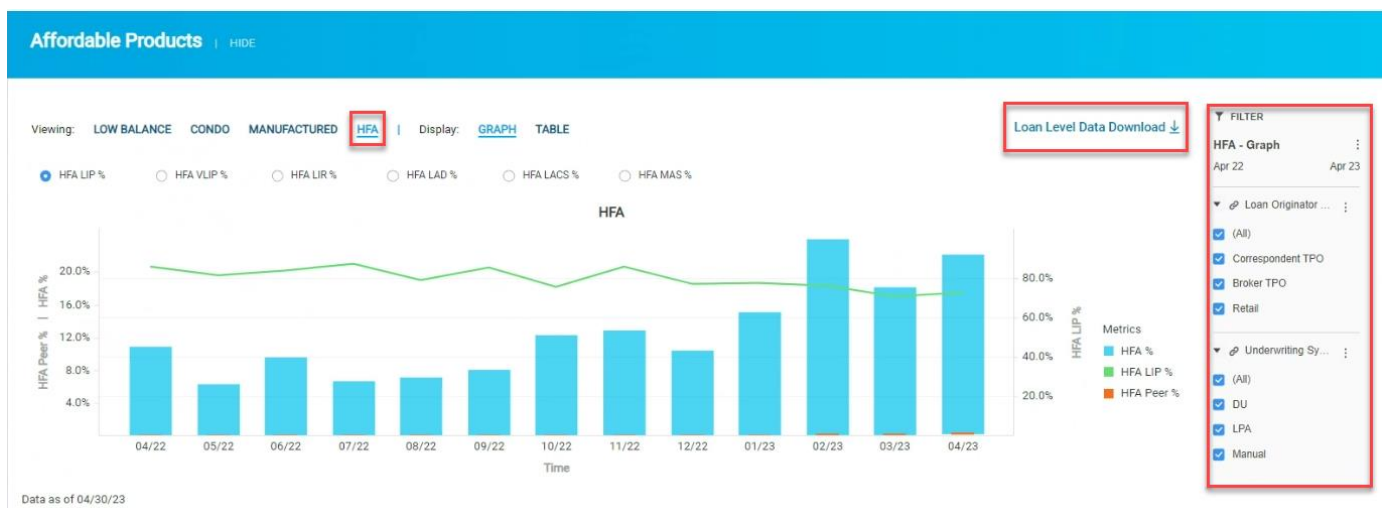 Affordable Products | HIDE
Viewing: LOW BALANCE CONDO MANUFACTURED HFA | Display: GRAPH TABLE
Loan Level Data Download
HFA LIP % HFA VLIP % HFA LIR % HFA LAD % HFA LACS % HFA MAS %
HFA
HFA Peer % | HFA %
20.0%
16.0%
12.0%
8.0%
4.0%
80.0%
60.0%
40.0%
20.0%
HFA LIP %
Metrics
HFA %
HFA LIP %
HFA Peer %
04/22 05/22 06/22 07/22 08/22 09/22 10/22 11/22 12/22 01/23 02/23 03/23 04/23
Time
Data as of 04/30/23
FILTER
HFA - Graph
Apr 22 Apr 23
Loan Originator ...
(All)
Correspondent TPO
Broker TPO
Retail
Underwriting Sy...
(All)
DU
LPA
Manual